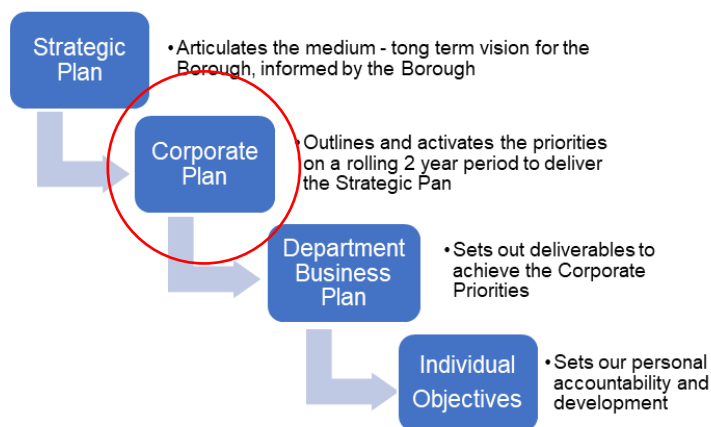 Strategic
Plan
•Articulates the medium - tong term vision for the
Borough, informed by the Borough
Corporate
Plan
•Outlines and activates the priorities
on a rolling 2 year period to deliver
the Strategic Pan
Department
Business
Plan
•Sets out deliverables to
achieve the Corporate
Priorities
Individual
Objectives
•Sets our personal
accountability and
development